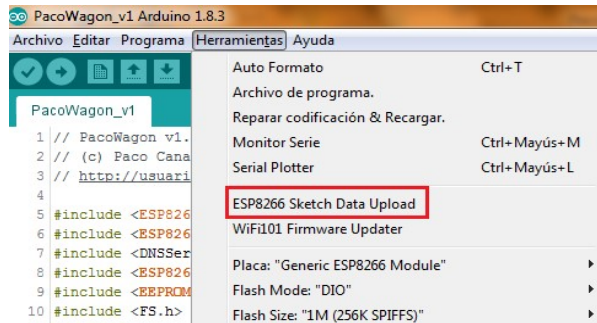 PacoWagon_v1 Arduino 1.8.3
Archivo Editar Programa Herramientas Ayuda
PacoWagon_v1
1 // PacoWagon v1.
2 // (c) Paco Cana
3 // http://usuari
4
5 #include <ESP826
6 #include <ESP826
7 #include <DNSSer
8 #include <ESP826
9 #include <EEPROM
10 #include <FS.h>
Auto Formato Ctrl+T
Archivo de programa.
Reparar codificación & Recargar.
Monitor Serie Ctrl+Mayús+M
Serial Plotter Ctrl+Mayús+L
ESP8266 Sketch Data Upload
WiFi101 Firmware Updater
Placa: "Generic ESP8266 Module"
Flash Mode: "DIO"
Flash Size: "1M (256K SPIFFS)"